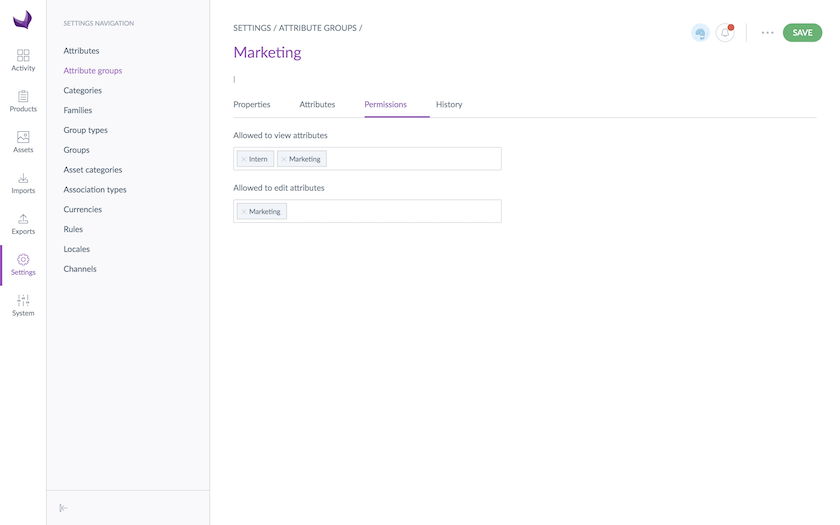 SETTINGS NAVIGATION
Attributes
Attribute groups
Categories
Families
Group types
Groups
Asset categories
Association types
Currencies
Rules
Locales
Channels
Activity
Products
Assets
Imports
Exports
Settings
System
SETTINGS / ATTRIBUTE GROUPS /
SAVE
Marketing
Properties Attributes Permissions History
Allowed to view attributes
× Intern × Marketing
Allowed to edit attributes
× Marketing